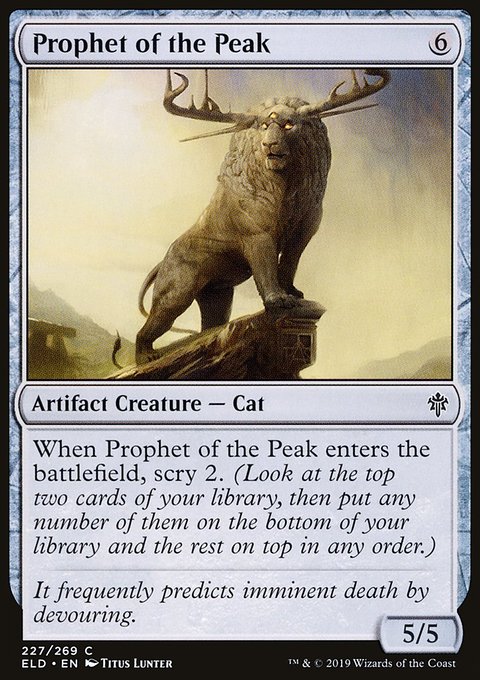 Prophet of the Peak 6
Artifact Creature — Cat
When Prophet of the Peak enters the
battlefield, scry 2. (Look at the top
two cards of your library, then put any
number of them on the bottom of your
library and the rest on top in any order.)
It frequently predicts imminent death by
devouring.
5/5
227/269 C
ELD • EN Titus Lunter
™ & © 2019 Wizards of the Coast